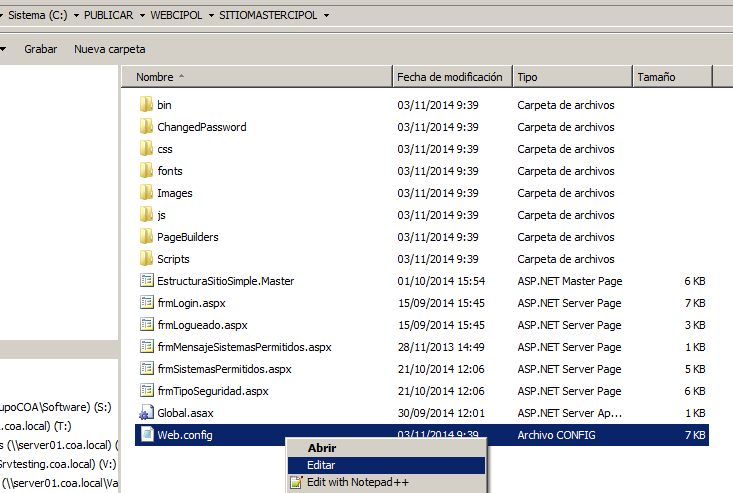 Sistema (C:) PUBLICAR WEBCIPOL SITIOMASTERCIPOL
Grabar Nueva carpeta
Nombre Fecha de modificación Tipo Tamaño
bin 03/11/2014 9:39 Carpeta de archivos
ChangedPassword 03/11/2014 9:39 Carpeta de archivos
css 03/11/2014 9:39 Carpeta de archivos
fonts 03/11/2014 9:39 Carpeta de archivos
Images 03/11/2014 9:39 Carpeta de archivos
js 03/11/2014 9:39 Carpeta de archivos
PageBuilders 03/11/2014 9:39 Carpeta de archivos
Scripts 03/11/2014 9:39 Carpeta de archivos
EstructuraSitioSimple.Master 01/10/2014 15:54 ASP.NET Master Page 6 KB
frmLogin.aspx 15/09/2014 15:45 ASP.NET Server Page 7 KB
frmLogueado.aspx 15/09/2014 15:45 ASP.NET Server Page 3 KB
frmMensajeSistemasPermitidos.aspx 28/11/2013 14:49 ASP.NET Server Page 1 KB
frmSistemasPermitidos.aspx 21/10/2014 12:06 ASP.NET Server Page 5 KB
frmTipoSeguridad.aspx 21/10/2014 12:06 ASP.NET Server Page 6 KB
Global.asax 30/09/2014 12:01 ASP.NET Server Ap... 1 KB
Web.config 03/11/2014 9:39 Archivo CONFIG 7 KB
upoCOA\Software) (S:)
.coa.local) (T:)
s (\\server01.coa.local) (
Srvtesting.coa.local) (V:)
(\\server01.coa.local\Va
Abrir
Editar
Edit with Notepad++